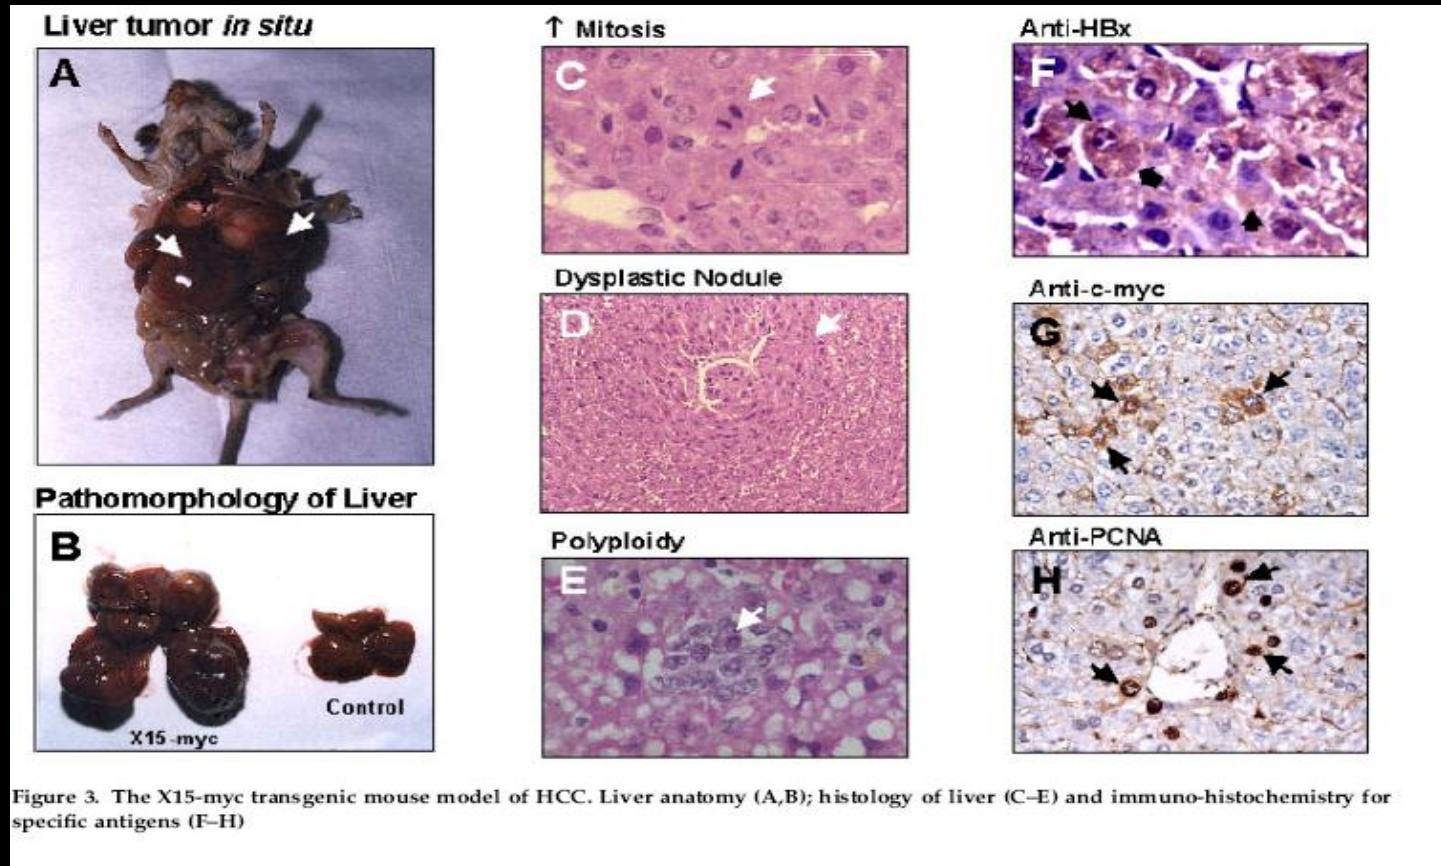 Liver tumor in situ
A
Pathomorphology of Liver
B
X15-myc
Control
↑ Mitosis
C
Dysplastic Nodule
D
Polyploidy
E
Anti-HBx
F
Anti-c-myc
G
Anti-PCNA
H
Figure 3. The X15-myc transgenic mouse model of HCC. Liver anatomy (A,B); histology of liver (C–E) and immuno-histochemistry for
specific antigens (F–H)